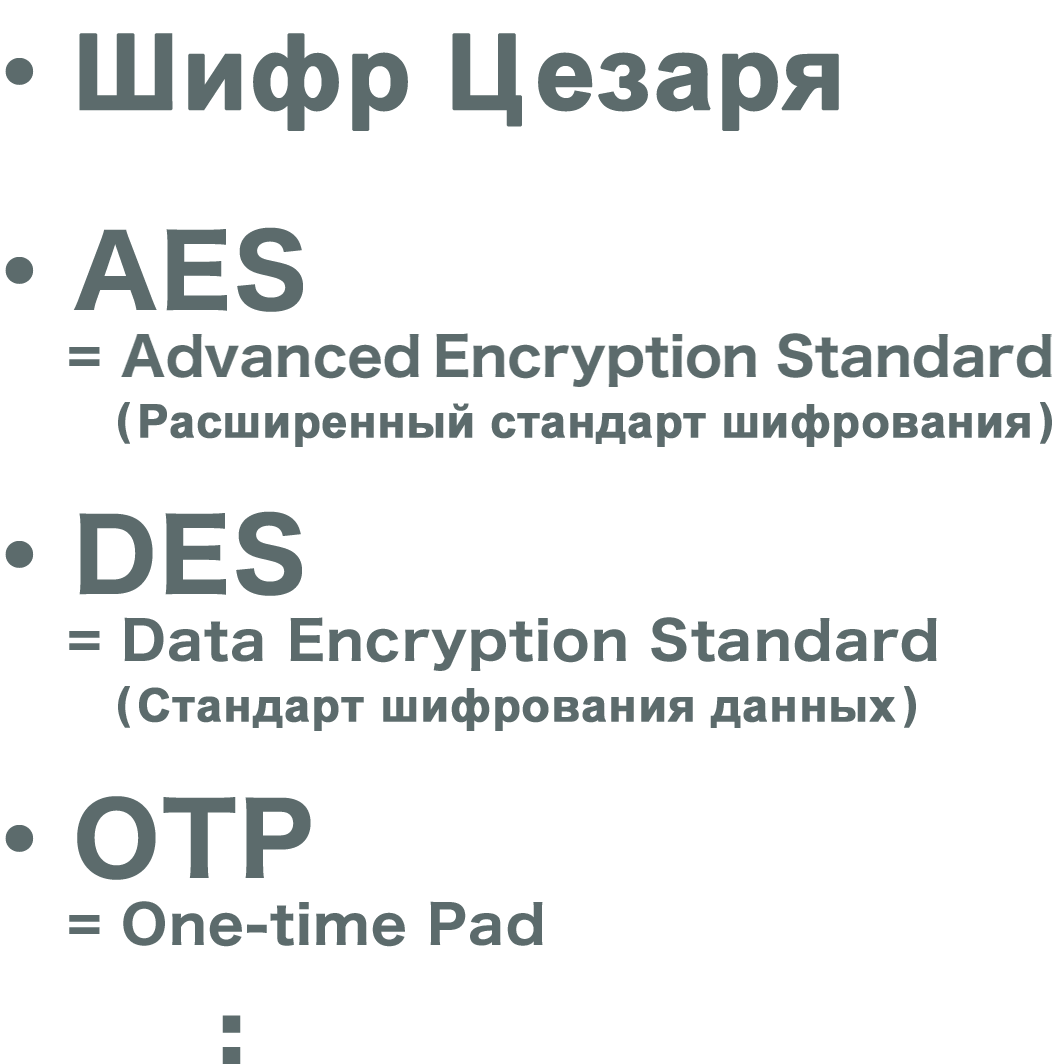 • Шифр Цезаря
• AES
= Advanced Encryption Standard
(Расширенный стандарт шифрования)
• DES
= Data Encryption Standard
(Стандарт шифрования данных)
• OTP
= One-time Pad
: